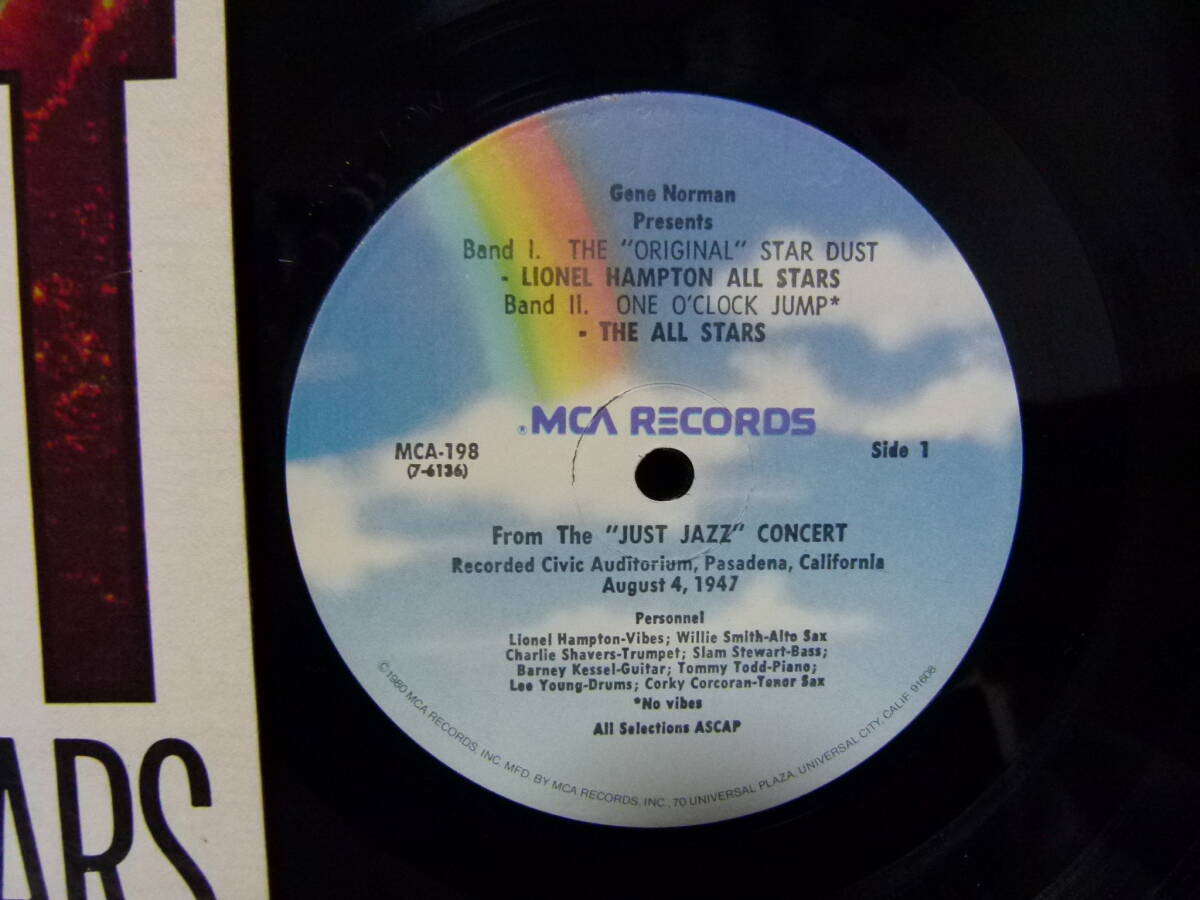 Gene Norman
Presents
Band I. THE "ORIGINAL" STAR DUST
- LIONEL HAMPTON ALL STARS
Band II. ONE O'CLOCK JUMP*
- THE ALL STARS
®MCA RECORDS
MCA-198
(7-6136)
Side 1
From The "JUST JAZZ" CONCERT
Recorded Civic Auditorium, Pasadena, California
August 4, 1947
Personnel
Lionel Hampton-Vibes; Willie Smith-Alto Sax
Charlie Shavers-Trumpet; Slam Stewart-Bass;
Barney Kessel-Guitar; Tommy Todd-Piano;
Lee Young-Drums; Corky Corcoran-Tenor Sax
*No vibes
All Selections ASCAP
©1980 MCA RECORDS, INC. MFD. BY MCA RECORDS, INC., 70 UNIVERSAL PLAZA, UNIVERSAL CITY, CALIF. 91608
ARS